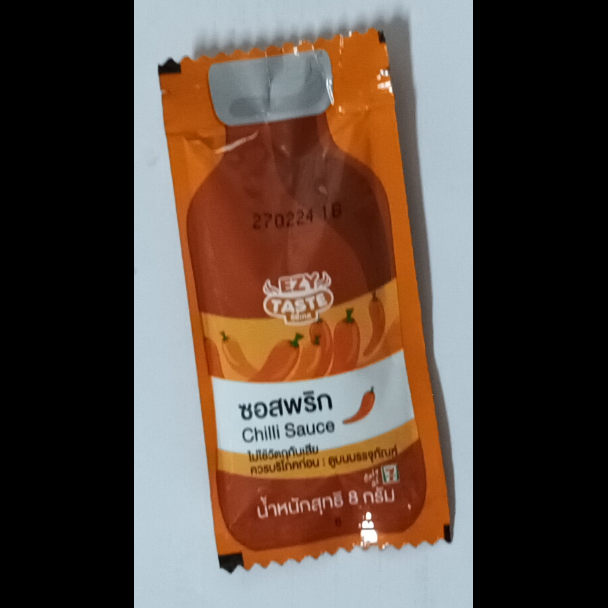 270224 1B
EZY
TASTE
ซอสพริก
Chilli Sauce
ไม่ใช้วัตถุกันเสีย
ควรบริโภคก่อน : ดูบนบรรจุภัณฑ์
น้ำหนักสุทธิ 8 กรัม